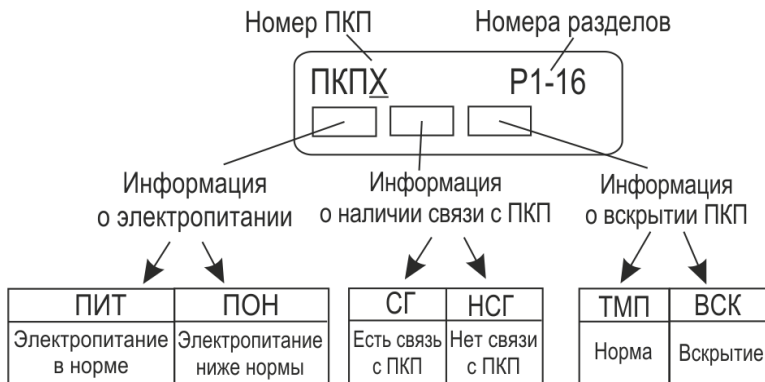 Номер ПКП
Номера разделов
ПКПХ Р1-16
Информация
о электропитании
Информация
о наличии связи с ПКП
Информация
о вскрытии ПКП
ПИТ ПОН
Электропитание
в норме
Электропитание
ниже нормы
СГ НСГ
Есть связь
с ПКП
Нет связи
с ПКП
ТМП ВСК
Норма Вскрытие